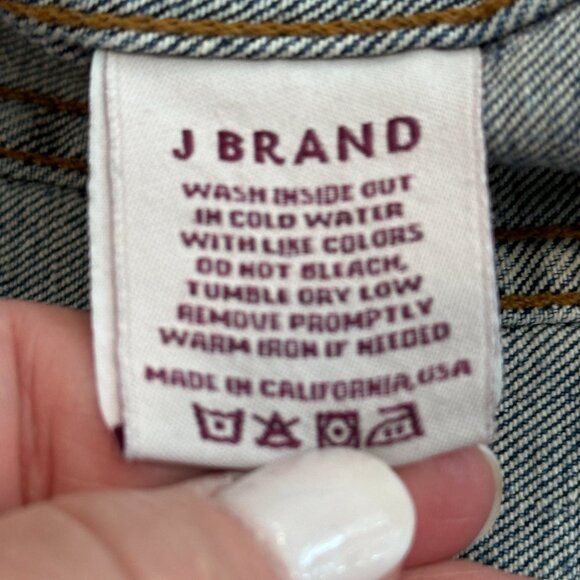 J BRAND
WASH INSIDE OUT
IN COLD WATER
WITH LIKE COLORS
DO NOT BLEACH,
TUMBLE DRY LOW
REMOVE PROMPTLY
WARM IRON IF NEEDED
MADE IN CALIFORNIA, USA